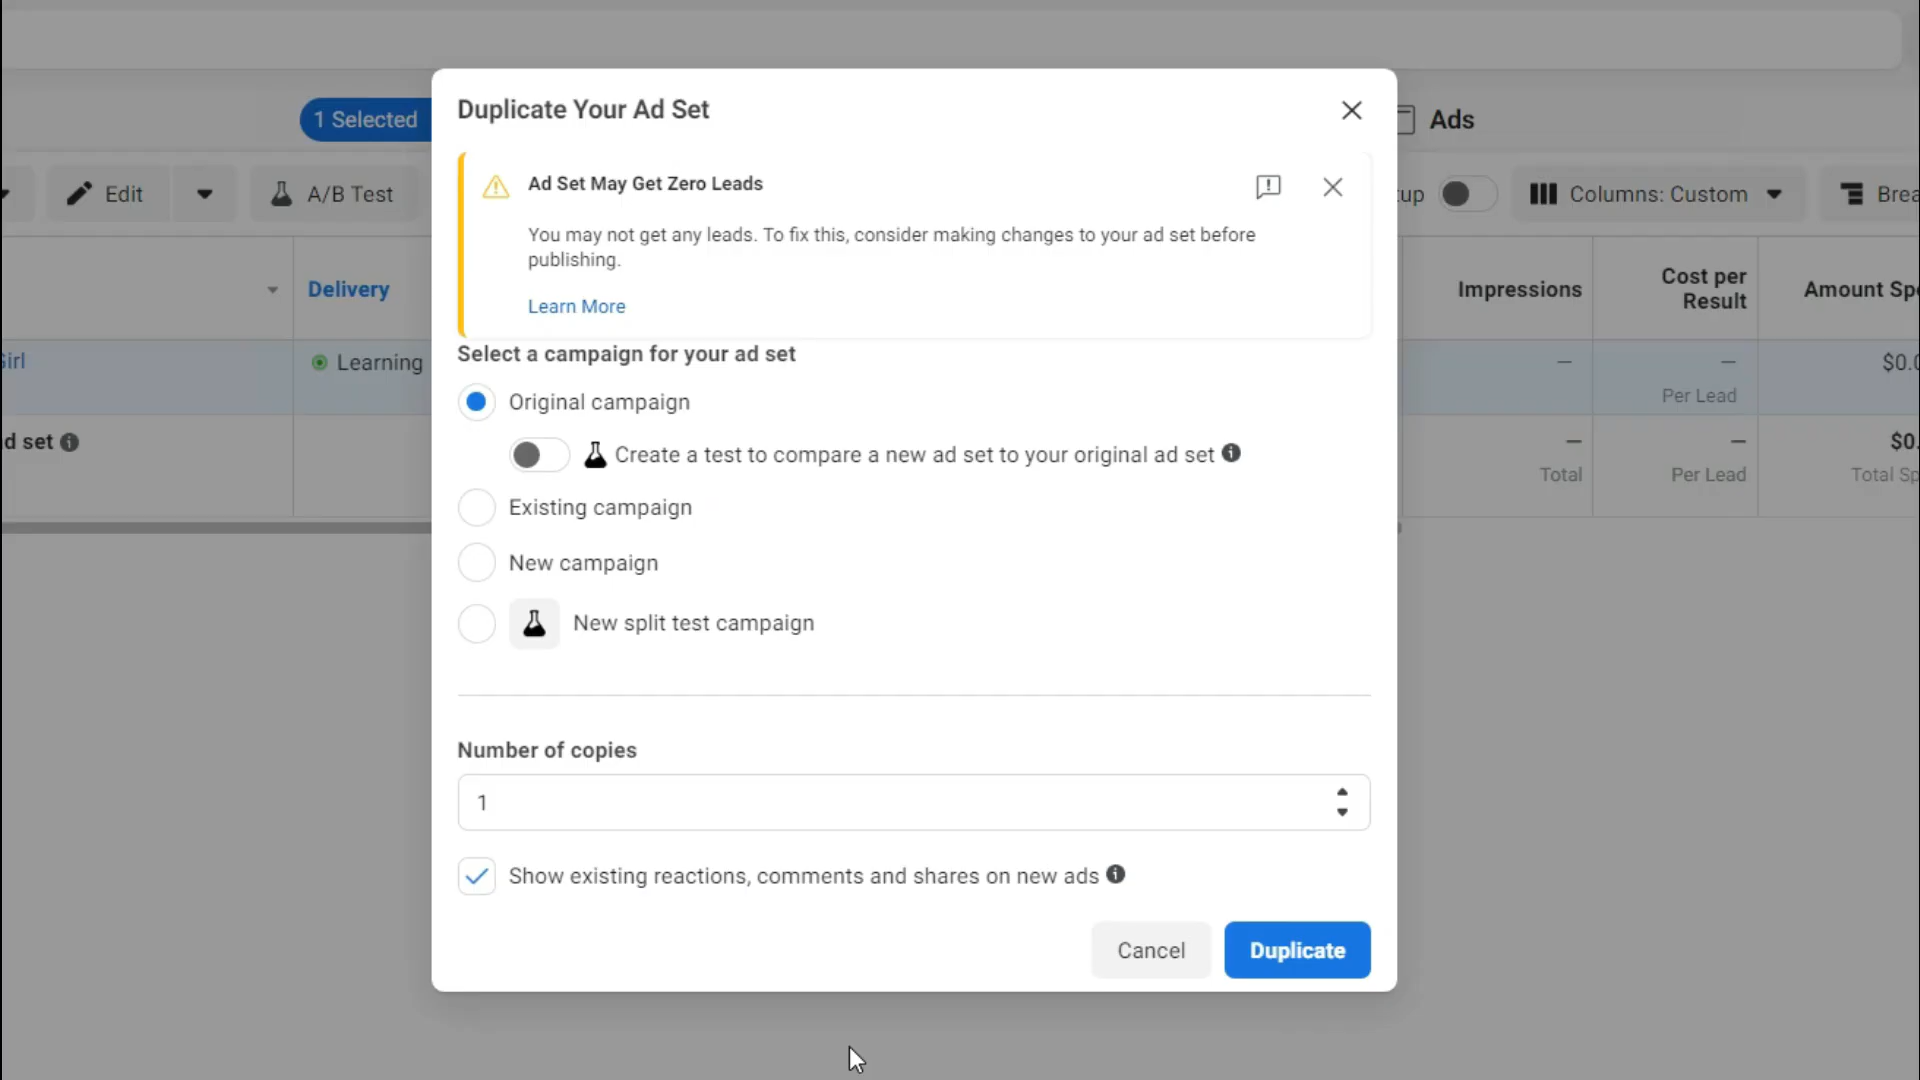 Duplicate Your Ad Set
1 Selected
Ads
Ad Set May Get Zero Leads
Edit
A/B Test
up
Columns: Custom
Brea
You may not get any leads. To fix this, consider making changes to your ad set before
publishing.
Learn More
Delivery
Impressions
Cost per
Result
Amount Spe
Select a campaign for your ad set
Girl
Learning
—
—
$0.0
Per Lead
Original campaign
d set
Create a test to compare a new ad set to your original ad set
—
—
$0.
Total
Per Lead
Total Sp
Existing campaign
New campaign
New split test campaign
Number of copies
1
Show existing reactions, comments and shares on new ads
Cancel
Duplicate